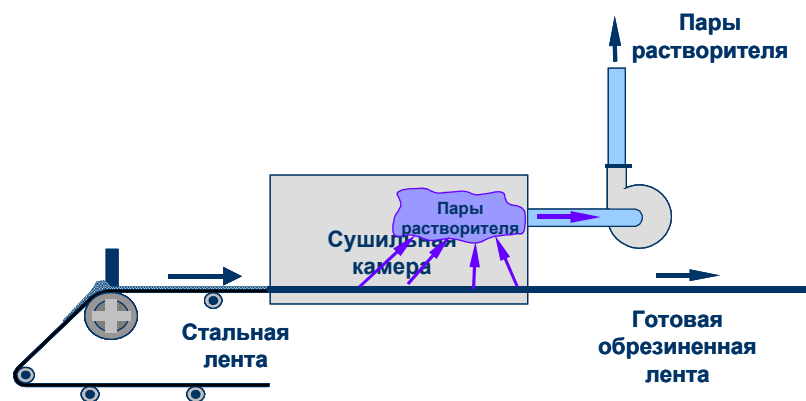 Пары
растворителя
Пары
растворителя
Сушильная
камера
Стальная
лента
Готовая
обрезиненная
лента